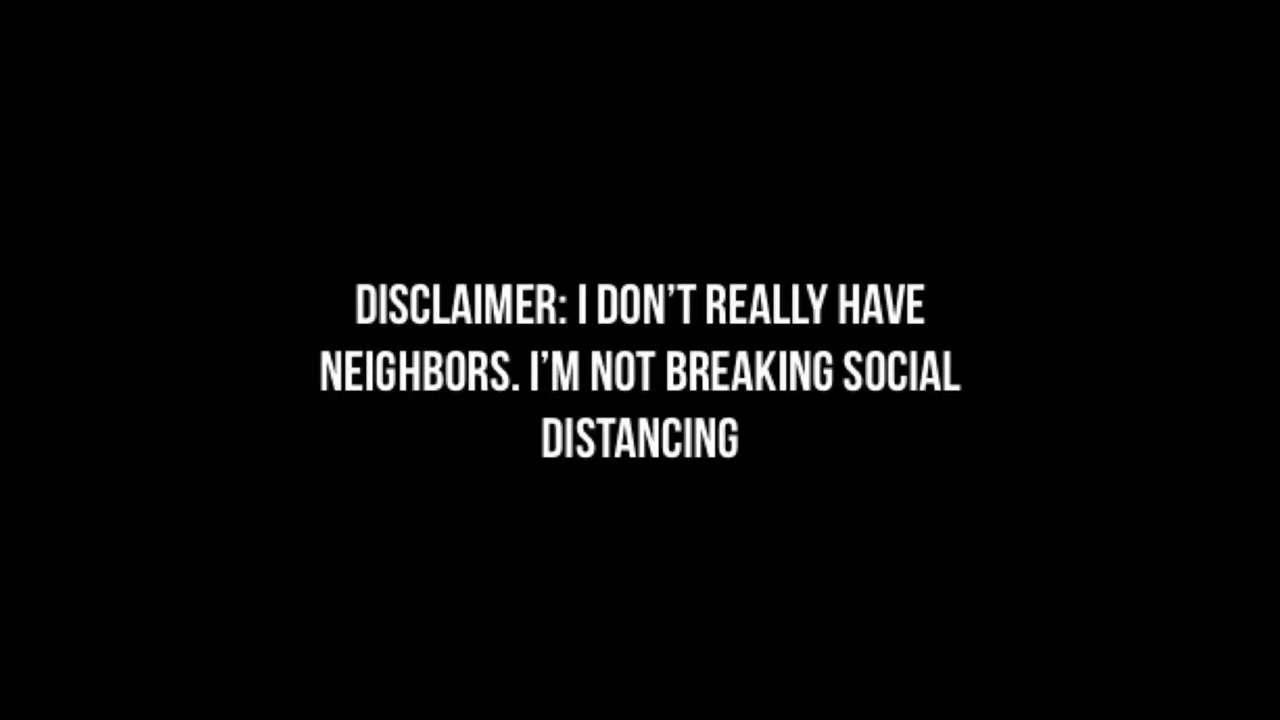 DISCLAIMER: I DON’T REALLY HAVE
NEIGHBORS. I’M NOT BREAKING SOCIAL
DISTANCING